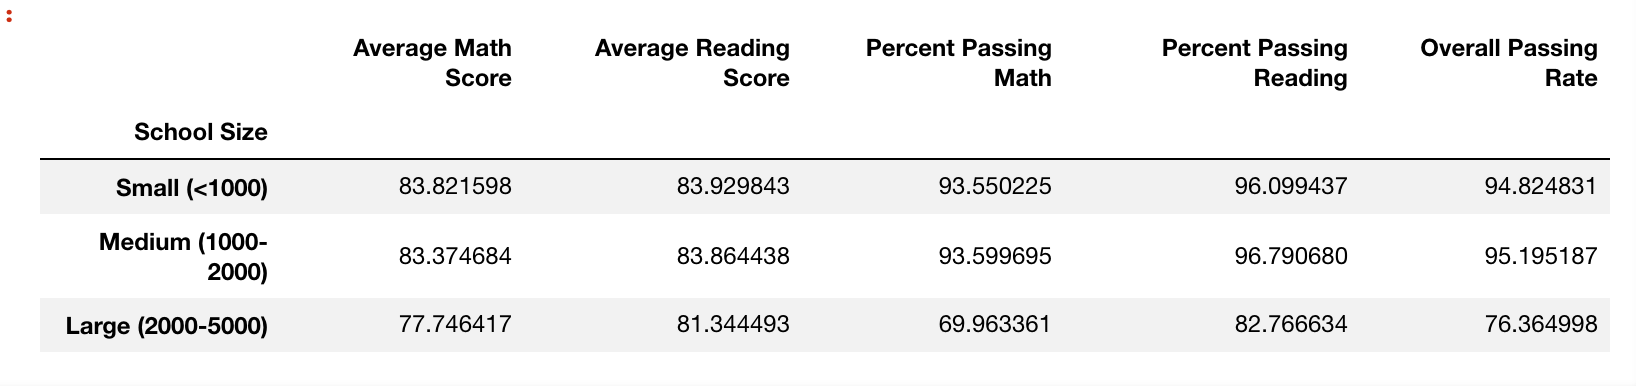 :
Average Math Score Average Reading Score Percent Passing Math Percent Passing Reading Overall Passing Rate
School Size
Small (<1000) 83.821598 83.929843 93.550225 96.099437 94.824831
Medium (1000-2000) 83.374684 83.864438 93.599695 96.790680 95.195187
Large (2000-5000) 77.746417 81.344493 69.963361 82.766634 76.364998